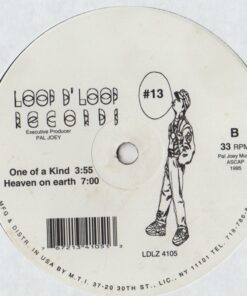 LOOP D' LOOP
RECORDS
Executive Producer
PAL JOEY
#13
One of a Kind 3:55
Heaven on earth 7:00
B
33 RPM
Pal Joey Music
ASCAP
1995
LDLZ 4105
MFG & DISTR. IN USA BY M.T.I. 37-20 30TH ST., LIC., NY 11101 TEL: